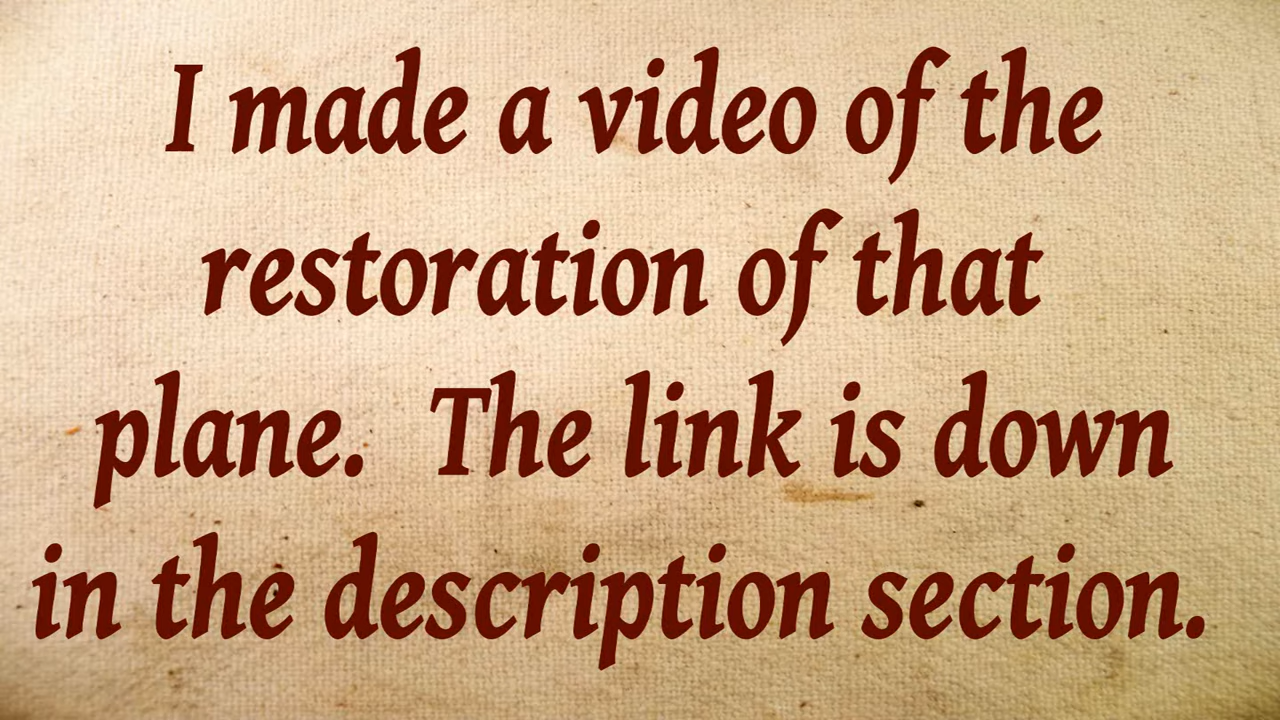 I made a video of the
restoration of that
plane.  The link is down
in the description section.